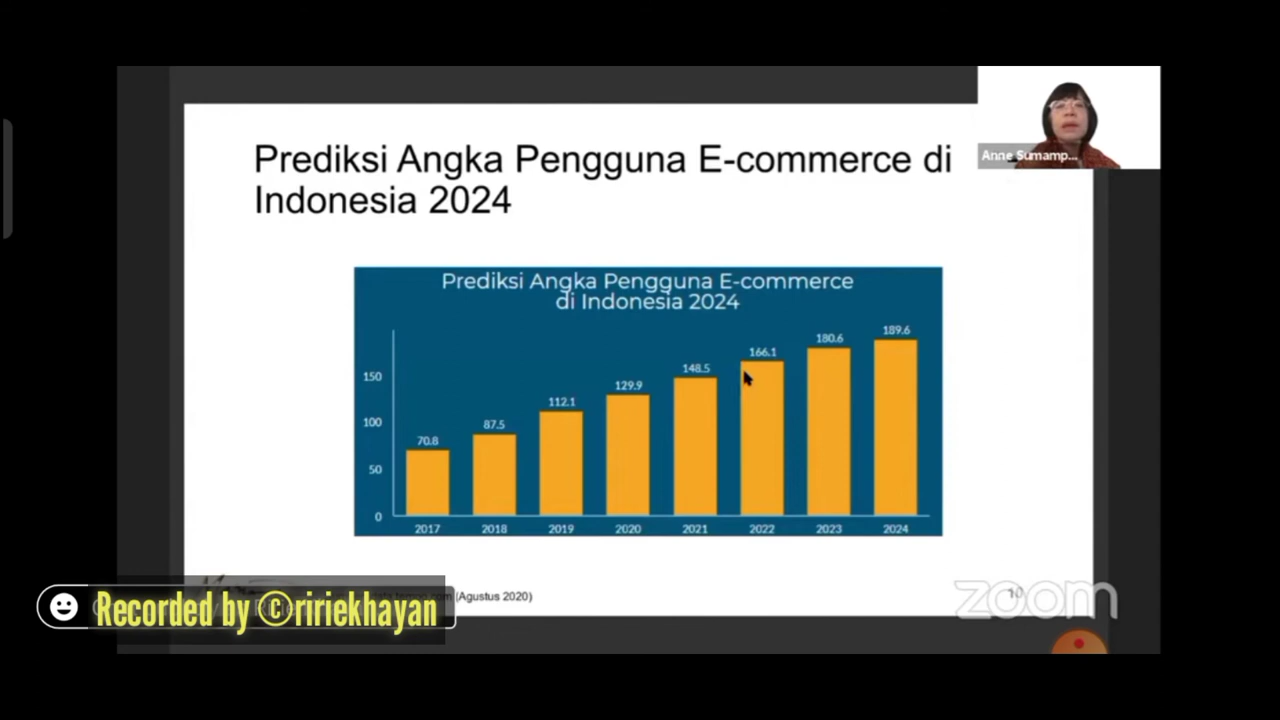 Prediksi Angka Pengguna E-commerce di
Indonesia 2024
Anne Sumamp...
Prediksi Angka Pengguna E-commerce
di Indonesia 2024
189.6
180.6
166.1
148.5
129.9
112.1
87.5
70.8
150
100
50
0
2017 2018 2019 2020 2021 2022 2023 2024
(Agustus 2020)
10
zoom
Recorded by ©ririekhayan